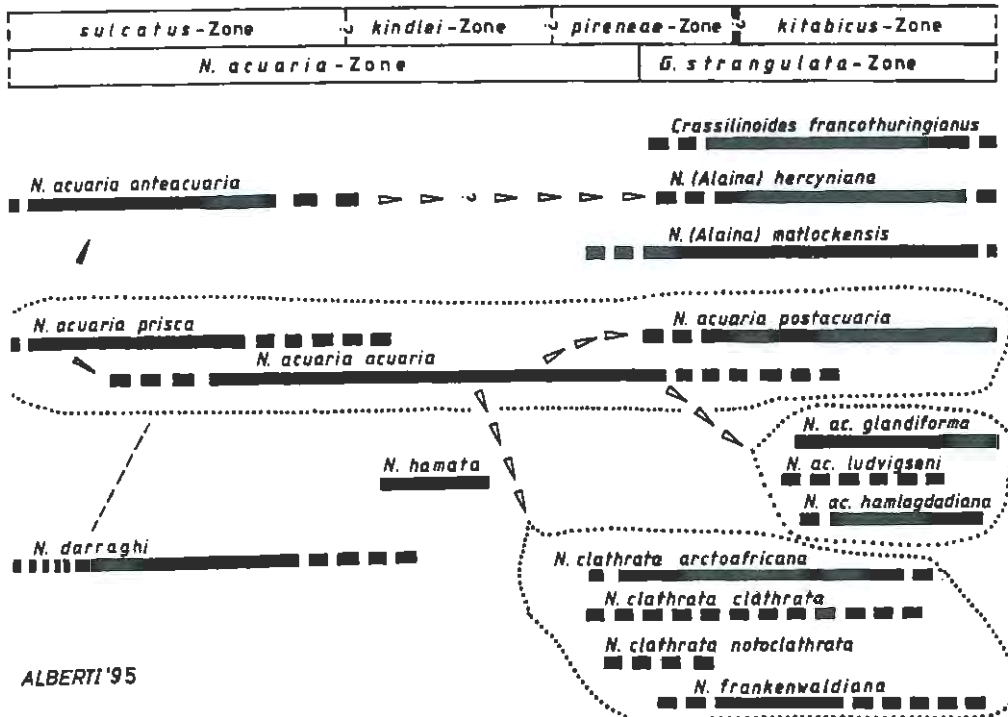 sulcatus-Zone ? kindlei-Zone ? pireneae-Zone ? kitabicus-Zone
N. acuaria-Zone G. strangulata-Zone
Crassilinoides francothuringianus
N. acuaria anteacuaria N. (Alaina) hercyniana
?
N. (Alaina) matlockensis
N. acuaria prisca N. acuaria postacuaria
N. acuaria acuaria
N. ac. glandiforma
N. hamata N. ac. ludvigseni
N. ac. hamlagdadiana
N. darraghi N. clathrata arctoafricana
N. clathrata clathrata
N. clathrata notoclathrata
ALBERTI '95 N. frankenwaldiana